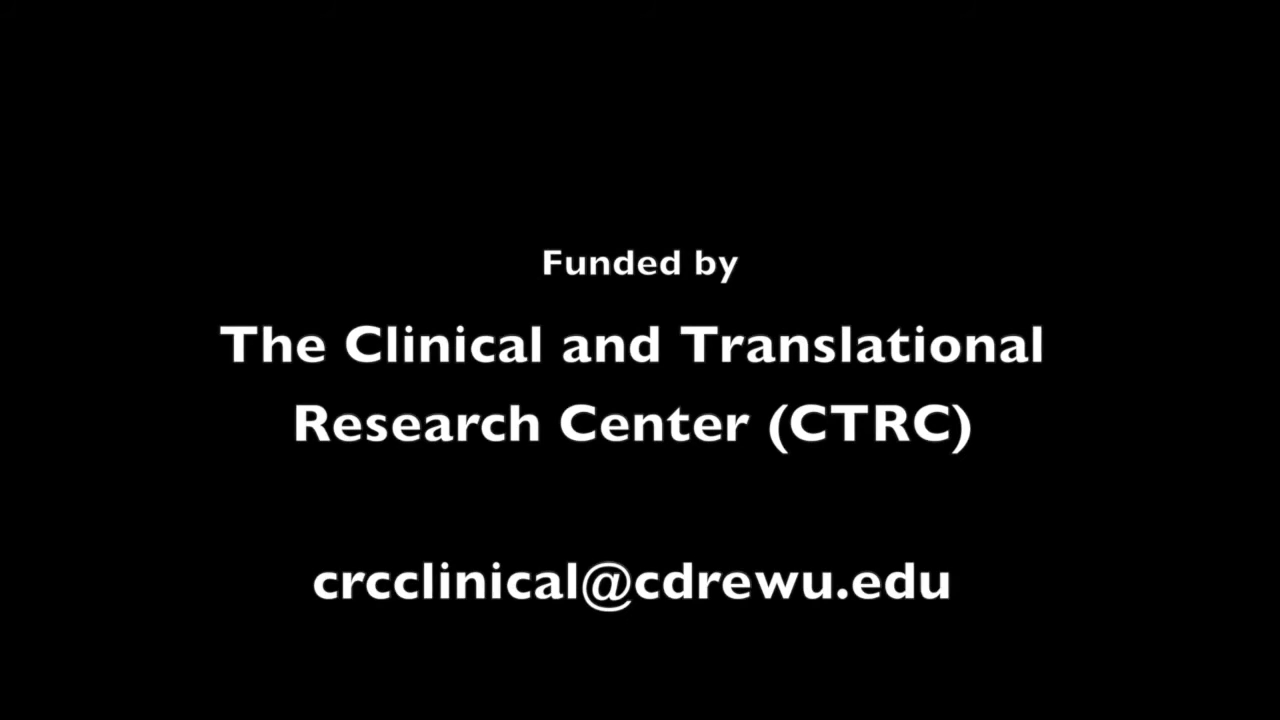 Funded by
The Clinical and Translational
Research Center (CTRC)
crcclinical@cdrewu.edu